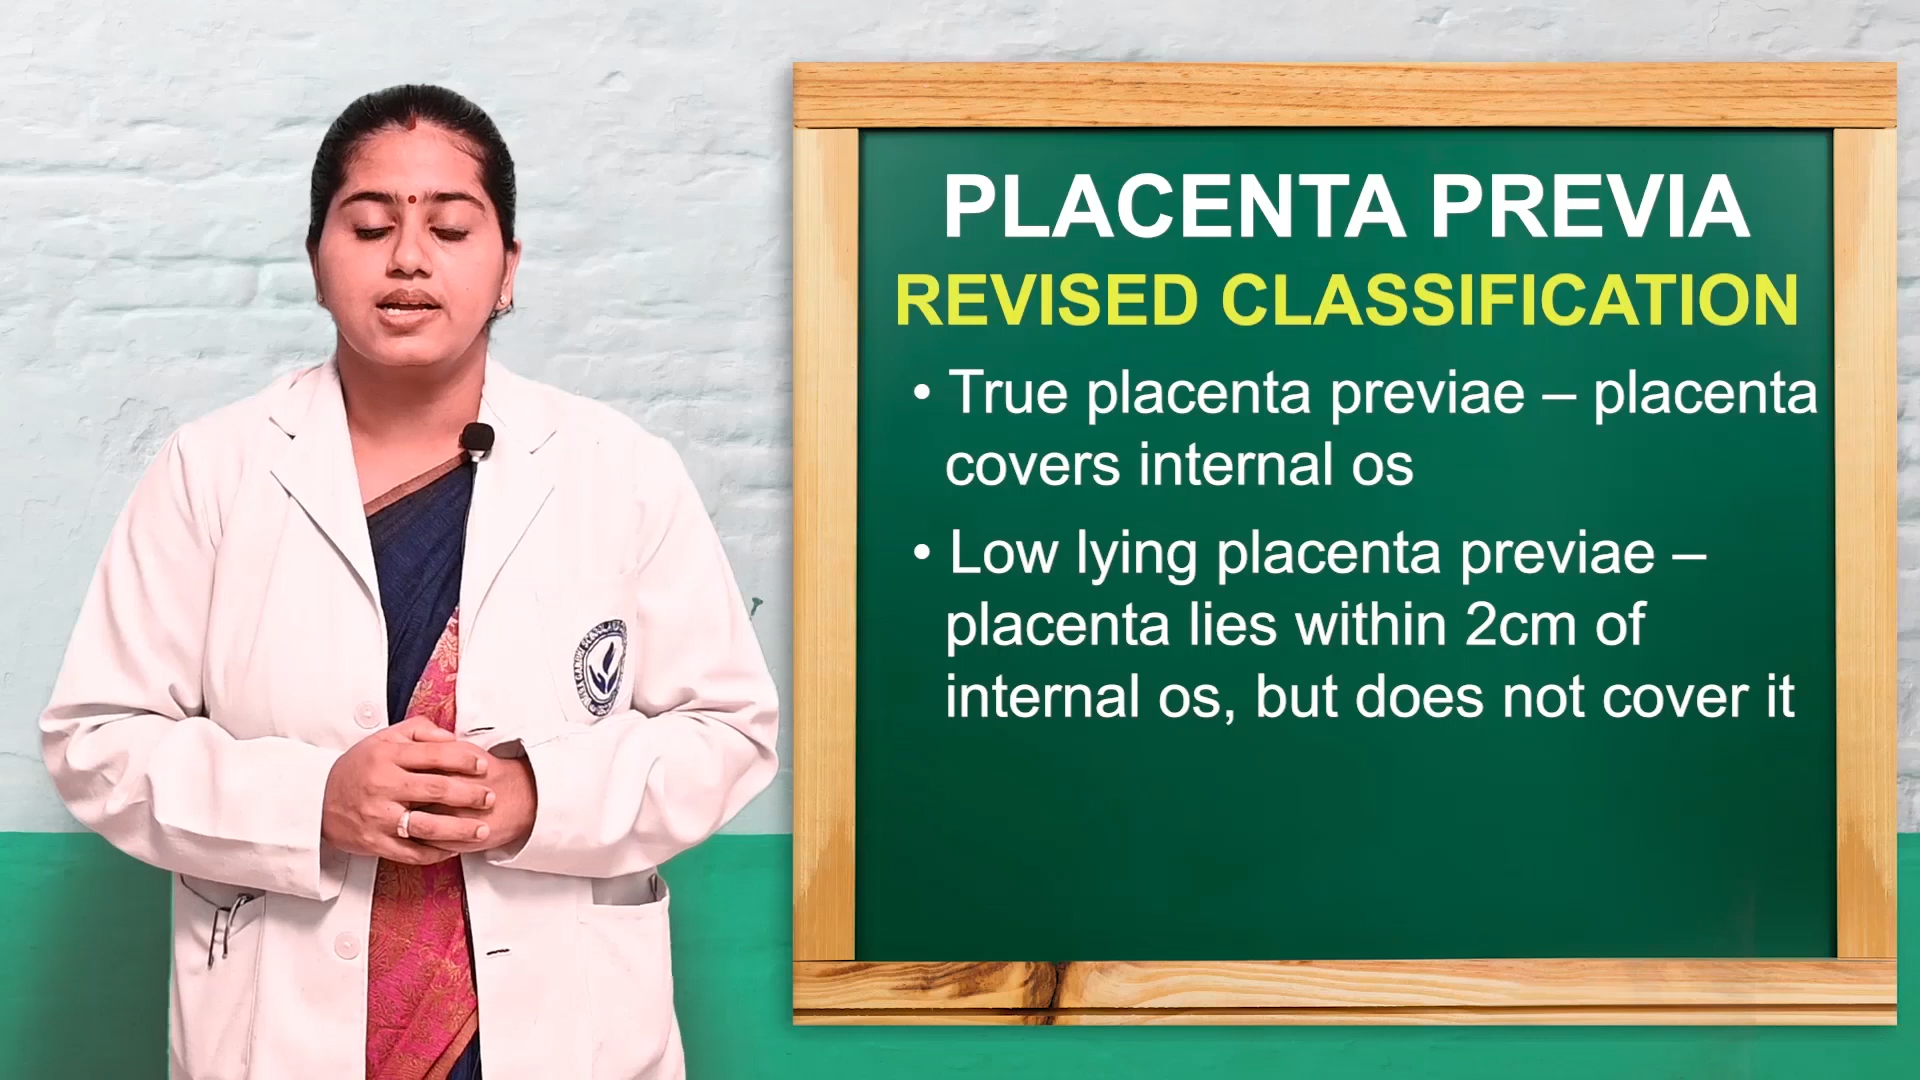 PLACENTA PREVIA
REVISED CLASSIFICATION
• True placenta previae – placenta
covers internal os
• Low lying placenta previae –
placenta lies within 2cm of
internal os, but does not cover it